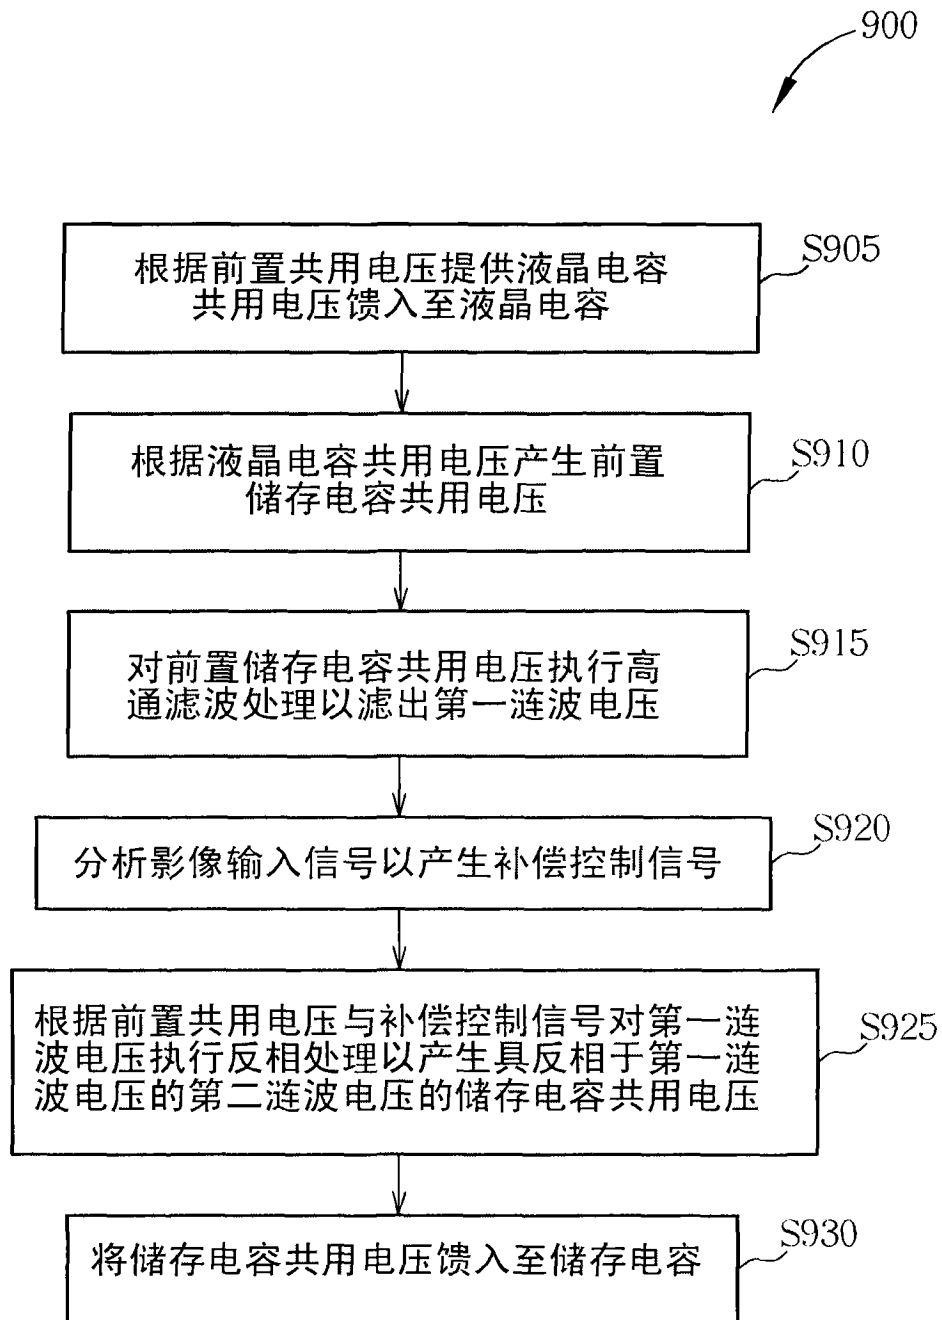 900
根据前置共用电压提供液晶电容
共用电压馈入至液晶电容
S905
根据液晶电容共用电压产生前置
储存电容共用电压
S910
对前置储存电容共用电压执行高
通滤波处理以滤出第一涟波电压
S915
分析影像输入信号以产生补偿控制信号
S920
根据前置共用电压与补偿控制信号对第一涟
波电压执行反相处理以产生具反相于第一涟
波电压的第二涟波电压的储存电容共用电压
S925
将储存电容共用电压馈入至储存电容
S930